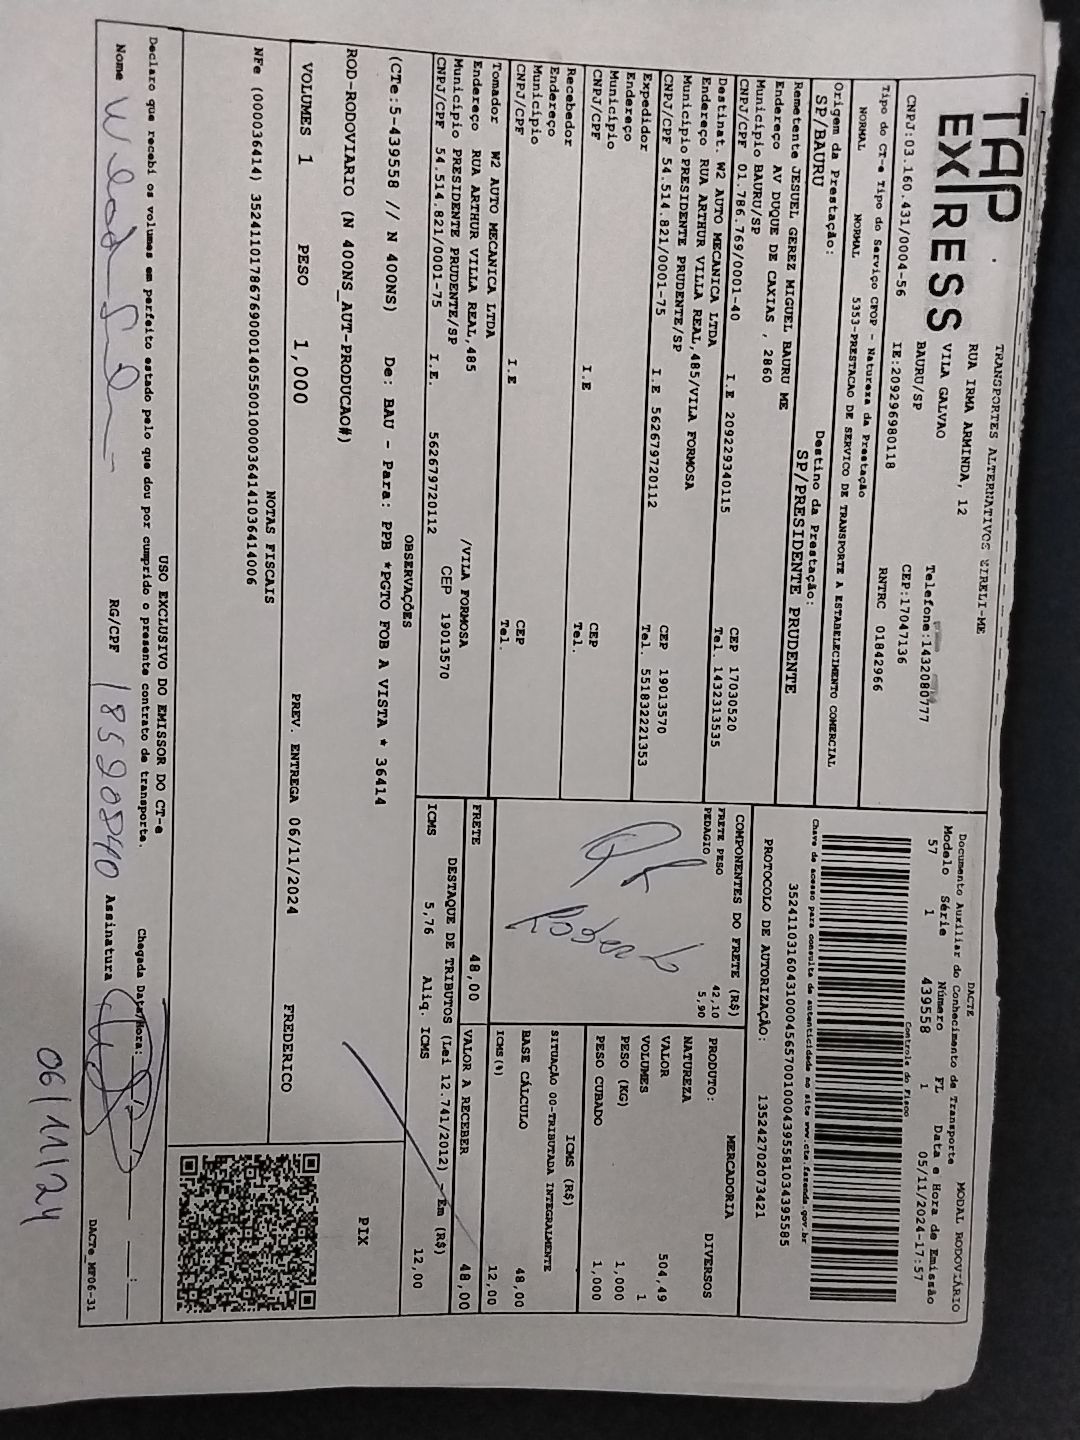 TAP EXPRESS
TRANSPORTES ALTERNATIVOS EIRELI-ME
RUA IRMA ARMINDA, 12
VILA GALVAO Telefone:1432080777
BAURU/SP CEP:17047136
CNPJ:03.160.431/0004-56 IE:209296980118 RNTRC 01842966
Tipo do CT-e Tipo do Serviço CFOP - Natureza da Prestação
NORMAL NORMAL 5353-PRESTACAO DE SERVICO DE TRANSPORTE A ESTABELECIMENTO COMERCIAL
Origem da Prestação: Destino da Prestação:
SP/BAURU SP/PRESIDENTE PRUDENTE
Remetente JESUEL GEREZ MIGUEL BAURU ME
Endereço AV DUQUE DE CAXIAS , 2860
Município BAURU/SP CEP 17030520
CNPJ/CPF 01.786.769/0001-40 I.E 209229340115 Tel. 1432313535
Destinat. W2 AUTO MECANICA LTDA
Endereço RUA ARTHUR VILLA REAL,485/VILA FORMOSA
Município PRESIDENTE PRUDENTE/SP CEP 19013570
CNPJ/CPF 54.514.821/0001-75 I.E 562679720112 Tel. 551832221353
Expedidor
Endereço
Município CEP
CNPJ/CPF I.E Tel.
Recebedor
Endereço
Município CEP
CNPJ/CPF I.E Tel.
Tomador W2 AUTO MECANICA LTDA
Endereço RUA ARTHUR VILLA REAL,485 /VILA FORMOSA
Município PRESIDENTE PRUDENTE/SP CEP 19013570
CNPJ/CPF 54.514.821/0001-75 I.E. 562679720112
DACTE MODAL RODOVIÁRIO
Documento Auxiliar do Conhecimento de Transporte
Modelo Série Número FL Data e Hora de Emissão
57 1 439558 1 05/11/2024-17:57
Controle do Fisco
Chave de acesso para consulta de autenticidade no site www.cte.fazenda.gov.br
35241103160431000456570010004395581034395585
PROTOCOLO DE AUTORIZAÇÃO: 135242702073421
COMPONENTES DO FRETE (R$)
FRETE PESO 42,10
PEDAGIO 5,90
Roberto
FRETE 48,00
PRODUTO: MERCADORIA DIVERSOS
NATUREZA
VALOR 504,49
VOLUMES 1
PESO (KG) 1,000
PESO CUBADO 1,000
ICMS (R$)
SITUAÇÃO 00-TRIBUTADA INTEGRALMENTE
BASE CÁLCULO 48,00
ICMS(%) 12,00
VALOR A RECEBER 48,00
DESTAQUE DE TRIBUTOS (Lei 12.741/2012) - Em (R$)
ICMS 5,76 Aliq. ICMS 12,00
OBSERVAÇÕES
(CTe:5-439558 // N 400NS) De: BAU - Para: PPB *PGTO FOB A VISTA * 36414
ROD-RODOVIARIO (N 400NS_AUT-PRODUCAO#)
PIX
VOLUMES 1 PESO 1,000 PREV. ENTREGA 06/11/2024 FREDERICO
NOTAS FISCAIS
NFe (000036414) 35241101786769000140550010000364141036414006
USO EXCLUSIVO DO EMISSOR DO CT-e
Declaro que recebi os volumes em perfeito estado pelo que dou por cumprido o presente contrato de transporte. Chegada Data/Hora:
Nome RG/CPF 18520840 Assinatura
DACTe_MF06-31
06/11/24